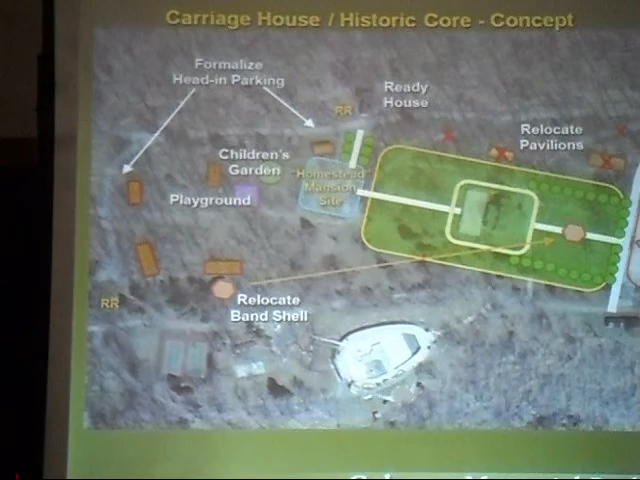 Carriage House / Historic Core - Concept
Formalize
Head-in Parking
Ready
House
RR
Relocate
Pavilions
Children's
Garden
"Homestead"
Mansion
Site
Playground
Relocate
Band Shell
RR